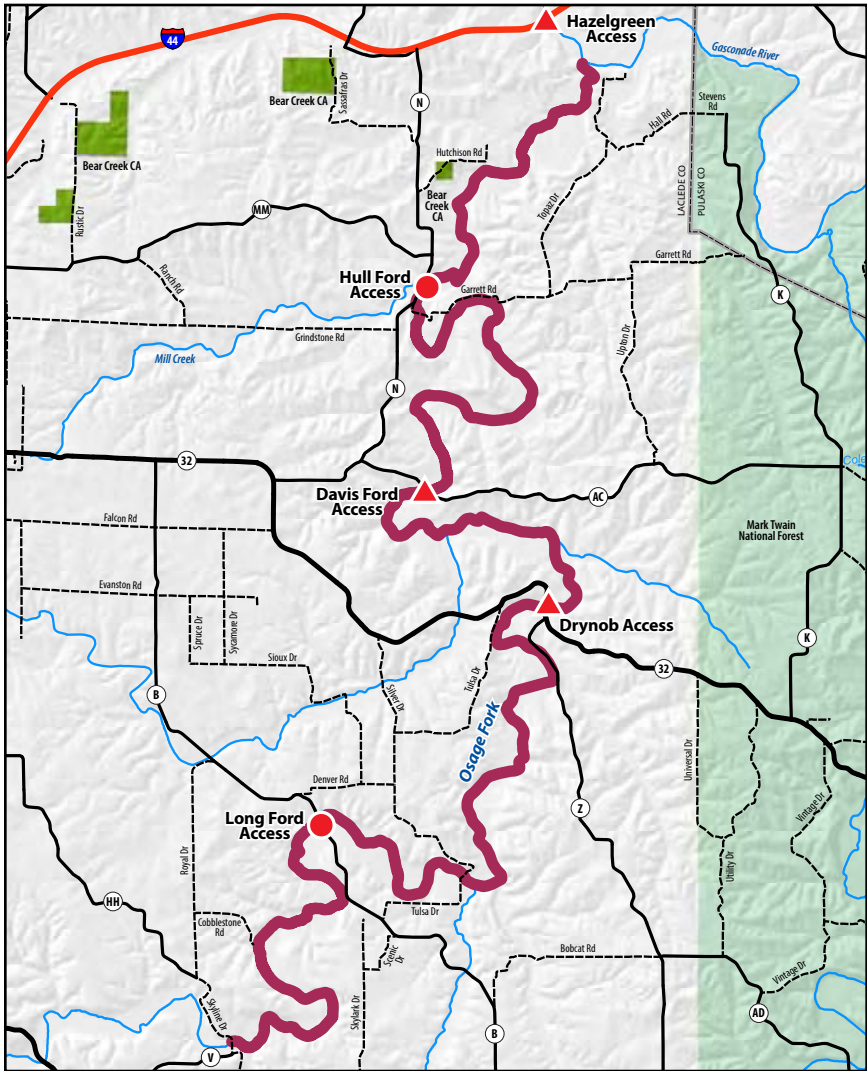 Hazelgreen
Access
44
Gasconade River
Sassafras Dr
Bear Creek CA
N
Stevens
Rd
Hall Rd
Hutchison Rd
Bear Creek CA
Rustic Dr
Bear
Creek
CA
LACLEDE CO
PULASKI CO
Topaz Dr
MM
Garrett Rd
Ranch Rd
Hull Ford
Access
Garrett Rd
K
Grindstone Rd
Upton Dr
Mill Creek
N
32
Cole
Davis Ford
Access
AC
Falcon Rd
Mark Twain
National Forest
Evanston Rd
Spruce Dr
Sycamore Dr
Drynob Access
K
Sioux Dr
32
B
Silver Dr
Tulsa Dr
Osage Fork
Universal Dr
Denver Rd
Z
Vintage Dr
Long Ford
Access
Royal Dr
Utility Dr
HH
Tulsa Dr
Cobblestone
Rd
Scenic
Dr
Bobcat Rd
Vintage Dr
Skyline Dr
Skylark Dr
AD
B
V